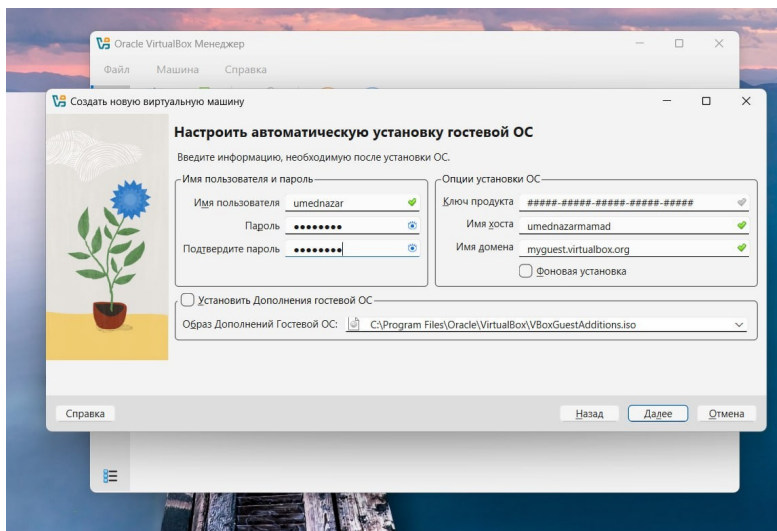 Oracle VirtualBox Менеджер
Файл Машина Справка
Создать новую виртуальную машину
Настроить автоматическую установку гостевой ОС
Введите информацию, необходимую после установки ОС.
Имя пользователя и пароль
Имя пользователя umednazar
Пароль ●●●●●●●●
Подтвердите пароль ●●●●●●●●
Опции установки ОС
Ключ продукта #####-#####-#####-#####-#####
Имя хоста umednazarmamad
Имя домена myguest.virtualbox.org
Фоновая установка
Установить Дополнения гостевой ОС
Образ Дополнений Гостевой ОС: C:\Program Files\Oracle\VirtualBox\VBoxGuestAdditions.iso
Справка Назад Далее Отмена